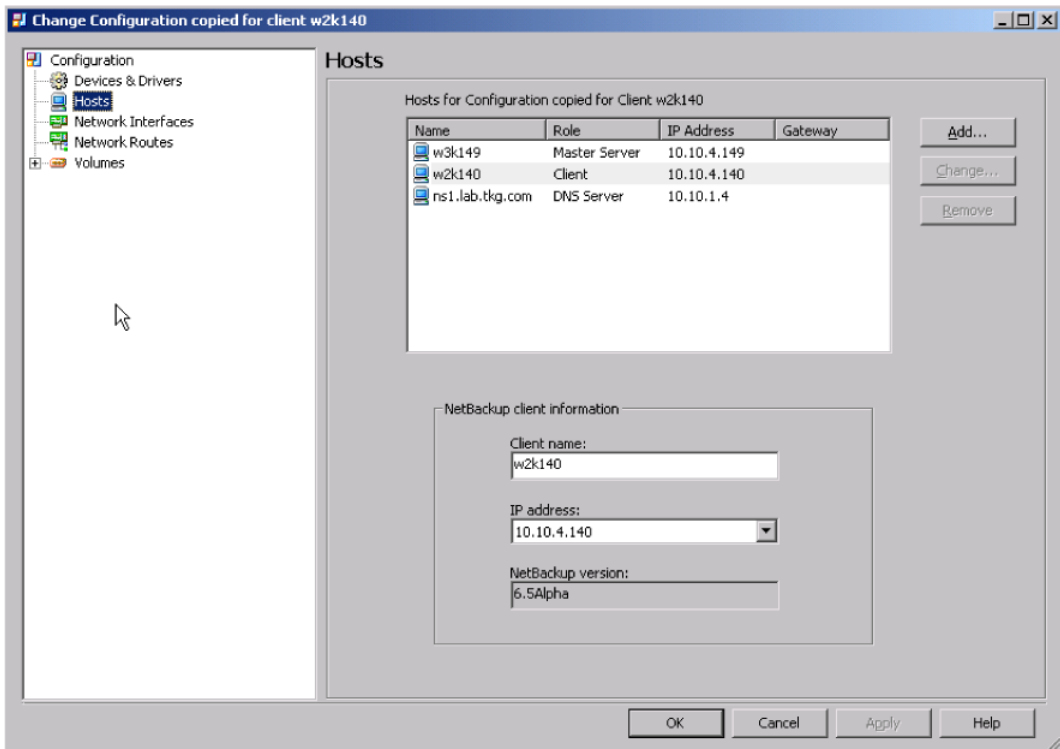 Change Configuration copied for client w2k140
Configuration
Devices & Drivers
Hosts
Network Interfaces
Network Routes
Volumes
Hosts
Hosts for Configuration copied for Client w2k140
Name Role IP Address Gateway
w3k149 Master Server 10.10.4.149
w2k140 Client 10.10.4.140
ns1.lab.tkg.com DNS Server 10.10.1.4
Add...
Change...
Remove
NetBackup client information
Client name:
w2k140
IP address:
10.10.4.140
NetBackup version:
6.5Alpha
OK Cancel Apply Help